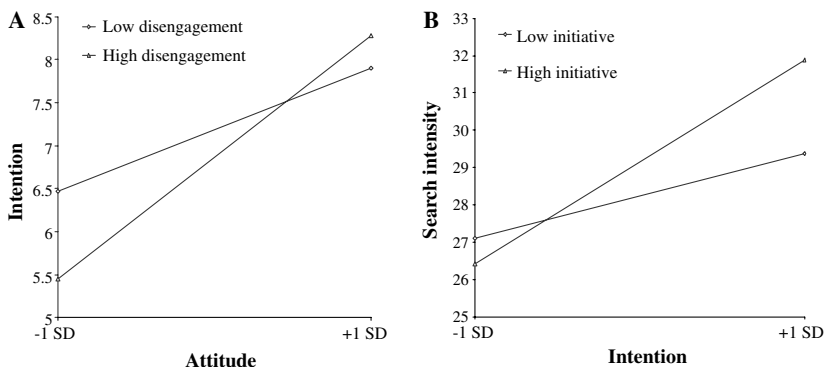 A
Low disengagement
High disengagement
8.5
8
7.5
7
6.5
6
5.5
5
Intention
-1 SD
+1 SD
Attitude
B
Low initiative
High initiative
33
32
31
30
29
28
27
26
25
Search intensity
-1 SD
+1 SD
Intention